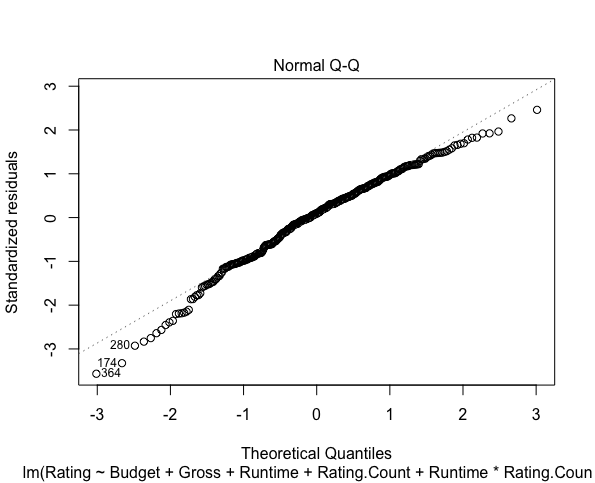 Normal Q-Q
Standardized residuals
3
2
1
0
-1
-2
-3
280
174
364
-3 -2 -1 0 1 2 3
Theoretical Quantiles
lm(Rating ~ Budget + Gross + Runtime + Rating.Count + Runtime * Rating.Coun